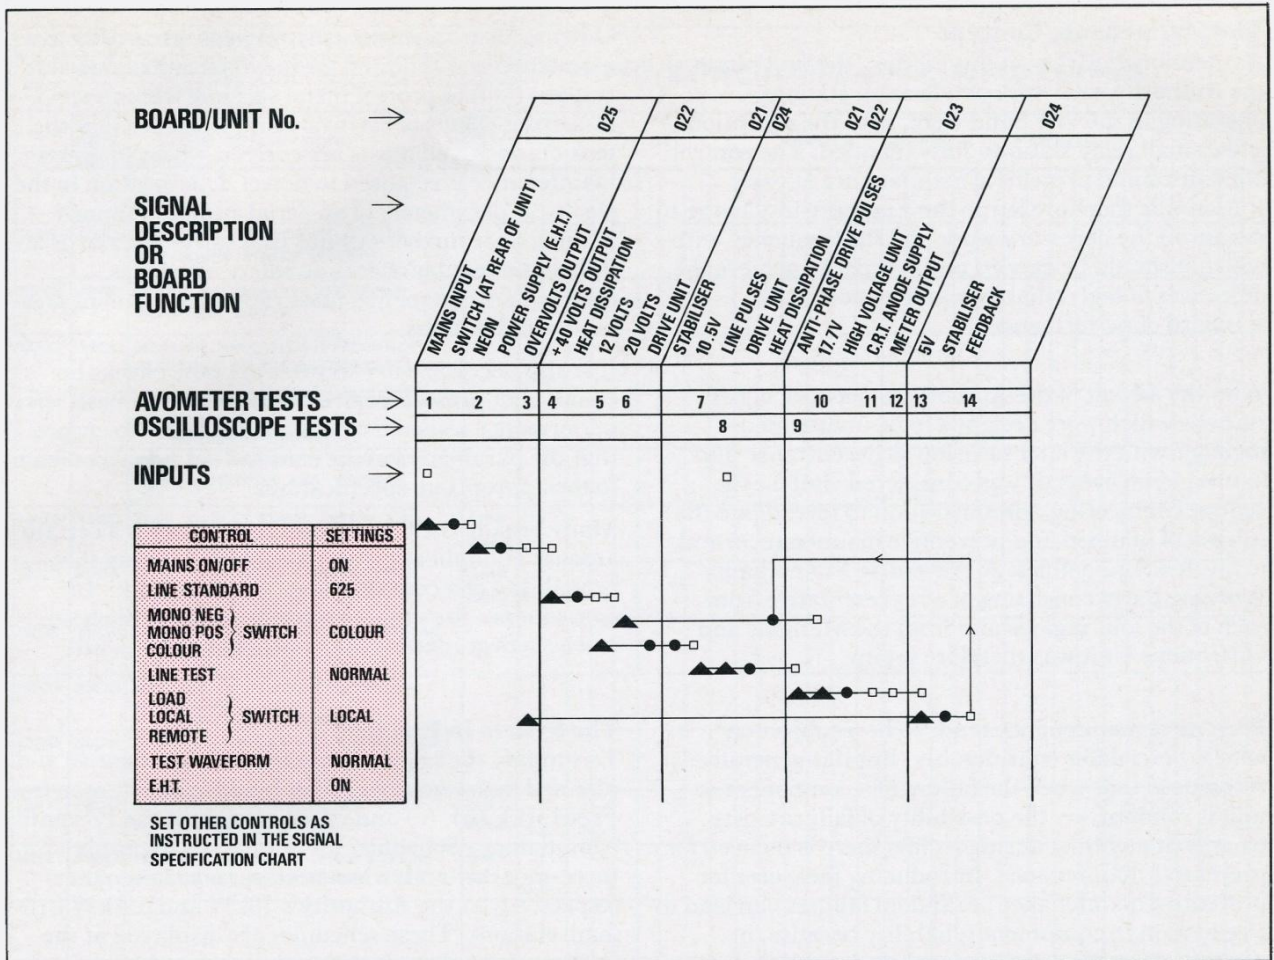 BOARD/UNIT No.
025 022 021 024 021 022 023 024
SIGNAL
DESCRIPTION
OR
BOARD
FUNCTION
MAINS INPUT
SWITCH (AT REAR OF UNIT)
NEON
POWER SUPPLY (E.H.T.)
OVERVOLTS OUTPUT
+40 VOLTS OUTPUT
HEAT DISSIPATION
12 VOLTS
20 VOLTS
DRIVE UNIT
STABILISER
10. 5V
LINE PULSES
DRIVE UNIT
HEAT DISSIPATION
ANTI-PHASE DRIVE PULSES
17.7V
HIGH VOLTAGE UNIT
C.R.T. ANODE SUPPLY
METER OUTPUT
5V
STABILISER
FEEDBACK
AVOMETER TESTS 1 2 3 4 5 6 7 10 11 12 13 14
OSCILLOSCOPE TESTS 8 9
INPUTS
CONTROL SETTINGS
MAINS ON/OFF ON
LINE STANDARD 625
MONO NEG
MONO POS SWITCH COLOUR
COLOUR
LINE TEST NORMAL
LOAD
LOCAL SWITCH LOCAL
REMOTE
TEST WAVEFORM NORMAL
E.H.T. ON
SET OTHER CONTROLS AS
INSTRUCTED IN THE SIGNAL
SPECIFICATION CHART